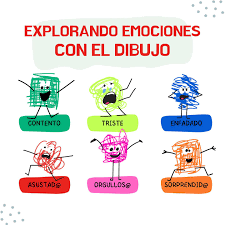 EXPLORANDO EMOCIONES
CON EL DIBUJO
CONTENTO
TRISTE
ENFADADO
ASUSTAD@
ORGULLOS@
SORPRENDID@